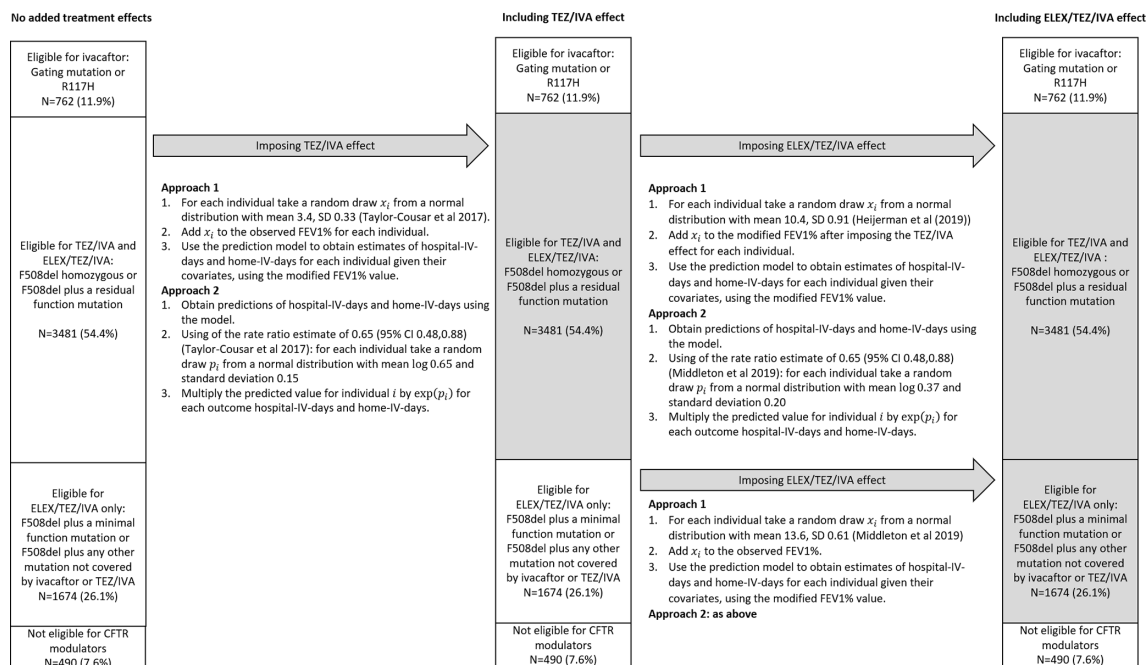 No added treatment effects
Including TEZ/IVA effect
Including ELEX/TEZ/IVA effect
Eligible for ivacaftor:
Gating mutation or
R117H
N=762 (11.9%)
Eligible for TEZ/IVA and
ELEX/TEZ/IVA:
F508del homozygous or
F508del plus a residual
function mutation
N=3481 (54.4%)
Eligible for
ELEX/TEZ/IVA only:
F508del plus a minimal
function mutation or
F508del plus any other
mutation not covered
by ivacaftor or TEZ/IVA
N=1674 (26.1%)
Not eligible for CFTR
modulators
N=490 (7.6%)
Imposing TEZ/IVA effect
Approach 1
1. For each individual take a random draw xᵢ from a normal
distribution with mean 3.4, SD 0.33 (Taylor-Cousar et al 2017).
2. Add xᵢ to the observed FEV1% for each individual.
3. Use the prediction model to obtain estimates of hospital-IV-
days and home-IV-days for each individual given their
covariates, using the modified FEV1% value.
Approach 2
1. Obtain predictions of hospital-IV-days and home-IV-days using
the model.
2. Using of the rate ratio estimate of 0.65 (95% CI 0.48,0.88)
(Taylor-Cousar et al 2017): for each individual take a random
draw pᵢ from a normal distribution with mean log 0.65 and
standard deviation 0.15
3. Multiply the predicted value for individual i by exp(pᵢ) for
each outcome hospital-IV-days and home-IV-days.
Eligible for ivacaftor:
Gating mutation or
R117H
N=762 (11.9%)
Eligible for TEZ/IVA and
ELEX/TEZ/IVA:
F508del homozygous or
F508del plus a residual
function mutation
N=3481 (54.4%)
Eligible for
ELEX/TEZ/IVA only:
F508del plus a minimal
function mutation or
F508del plus any other
mutation not covered
by ivacaftor or TEZ/IVA
N=1674 (26.1%)
Not eligible for CFTR
modulators
N=490 (7.6%)
Imposing ELEX/TEZ/IVA effect
Approach 1
1. For each individual take a random draw xᵢ from a normal
distribution with mean 10.4, SD 0.91 (Heijerman et al (2019))
2. Add xᵢ to the modified FEV1% after imposing the TEZ/IVA
effect for each individual.
3. Use the prediction model to obtain estimates of hospital-IV-
days and home-IV-days for each individual given their
covariates, using the modified FEV1% value.
Approach 2
1. Obtain predictions of hospital-IV-days and home-IV-days using
the model.
2. Using of the rate ratio estimate of 0.65 (95% CI 0.48,0.88)
(Middleton et al 2019): for each individual take a random
draw pᵢ from a normal distribution with mean log 0.37 and
standard deviation 0.20
3. Multiply the predicted value for individual i by exp(pᵢ) for
each outcome hospital-IV-days and home-IV-days.
Imposing ELEX/TEZ/IVA effect
Approach 1
1. For each individual take a random draw xᵢ from a normal
distribution with mean 13.6, SD 0.61 (Middleton et al 2019)
2. Add xᵢ to the observed FEV1%.
3. Use the prediction model to obtain estimates of hospital-IV-
days and home-IV-days for each individual given their
covariates, using the modified FEV1% value.
Approach 2: as above
Eligible for ivacaftor:
Gating mutation or
R117H
N=762 (11.9%)
Eligible for TEZ/IVA and
ELEX/TEZ/IVA :
F508del homozygous or
F508del plus a residual
function mutation
N=3481 (54.4%)
Eligible for
ELEX/TEZ/IVA only:
F508del plus a minimal
function mutation or
F508del plus any other
mutation not covered
by ivacaftor or TEZ/IVA
N=1674 (26.1%)
Not eligible for CFTR
modulators
N=490 (7.6%)